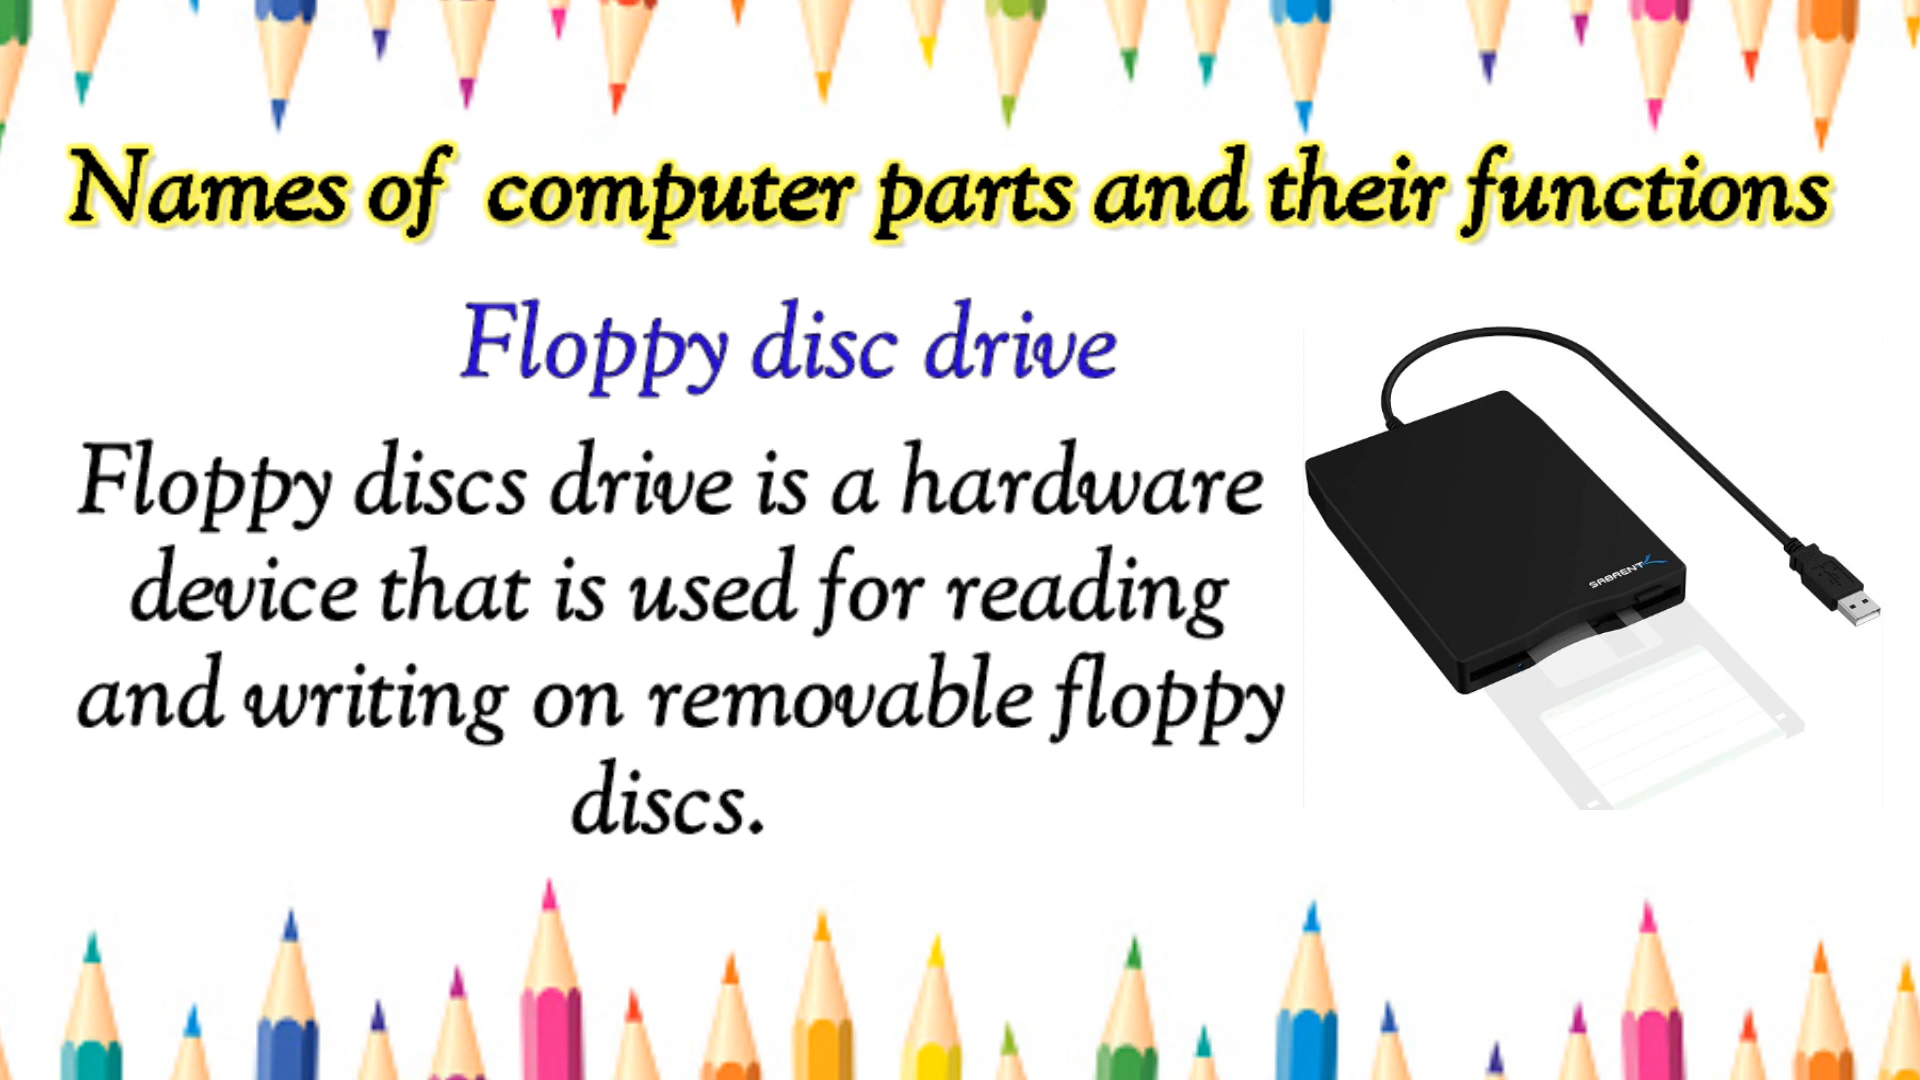 Names of computer parts and their functions
Floppy disc drive
Floppy discs drive is a hardware
device that is used for reading
and writing on removable floppy
discs.
SABRENT